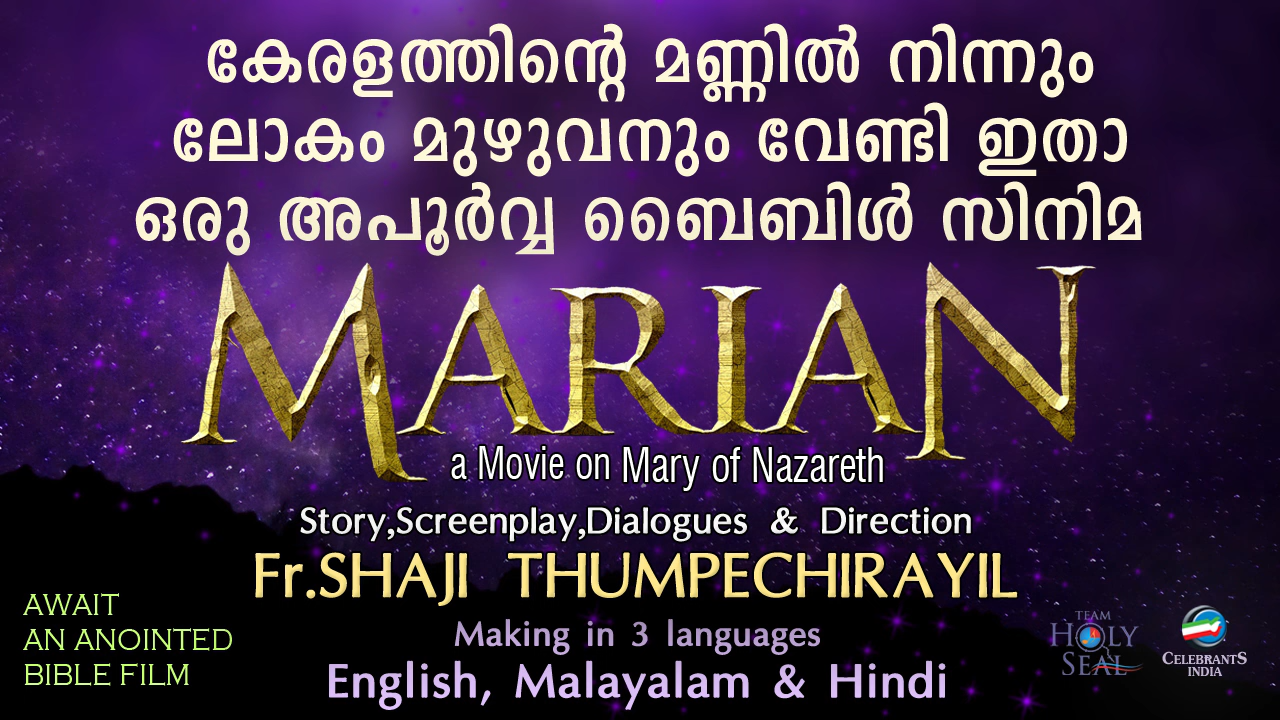 കേരളത്തിന്റെ മണ്ണിൽ നിന്നും
ലോകം മുഴുവനും വേണ്ടി ഇതാ
ഒരു അപൂർവ്വ ബൈബിൾ സിനിമ
MARIAN
a Movie on Mary of Nazareth
Story,Screenplay,Dialogues & Direction
Fr.SHAJI THUMPECHIRAYIL
AWAIT
AN ANOINTED
BIBLE FILM
Making in 3 languages
English, Malayalam & Hindi
TEAM
HOLY
SEAL
CELEBRANTS
INDIA